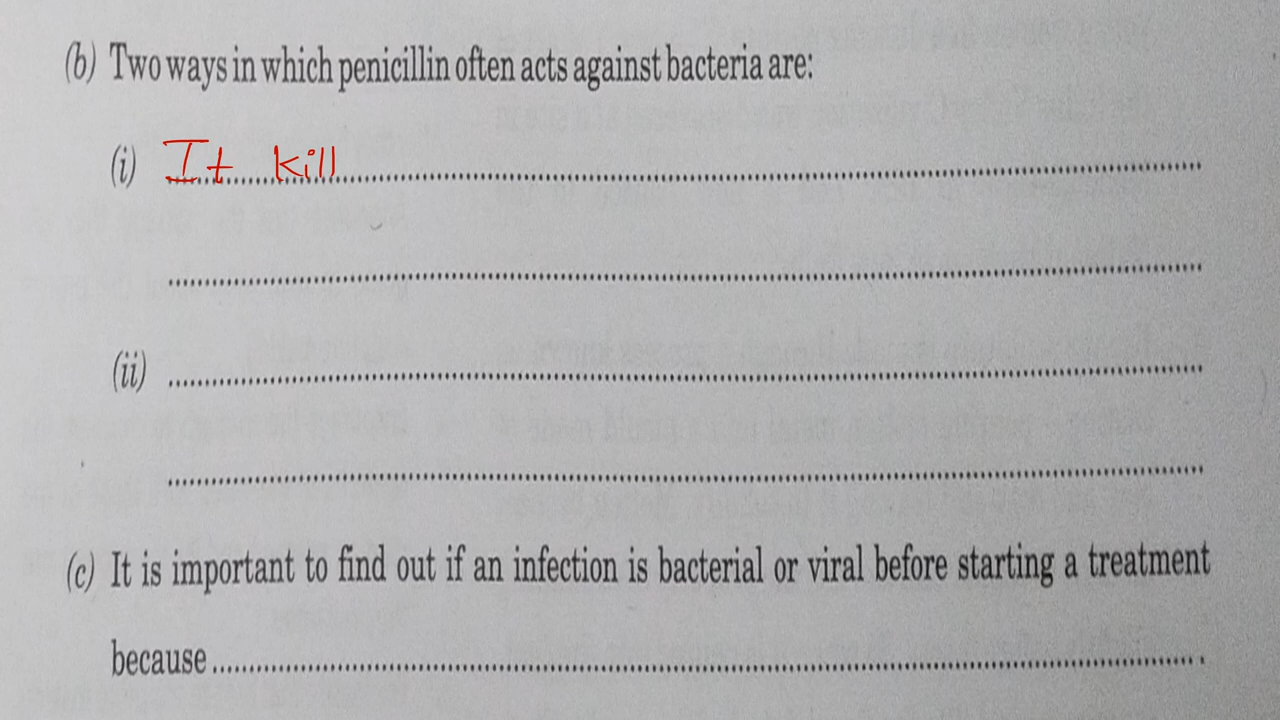 (b) Two ways in which penicillin often acts against bacteria are:
(i) It kill..............................................................................
..............................................................................
(ii) ..............................................................................
..............................................................................
(c) It is important to find out if an infection is bacterial or viral before starting a treatment
because..............................................................................